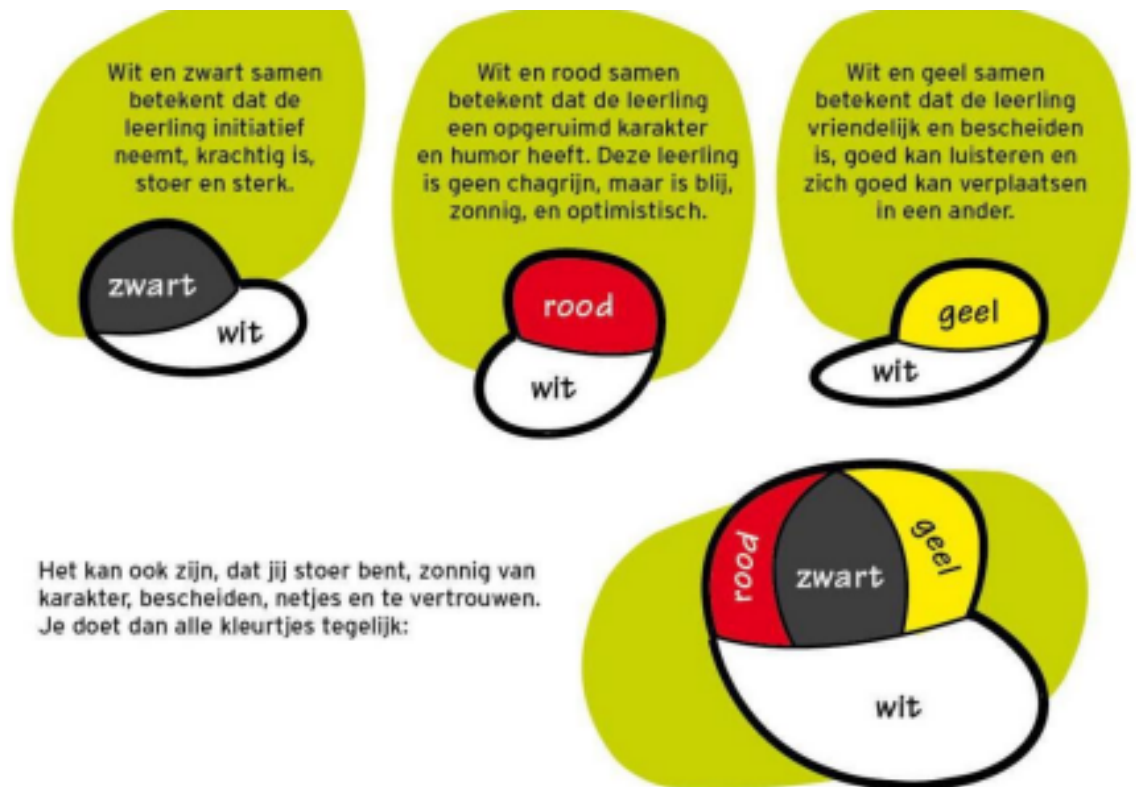 Wit en zwart samen
betekent dat de
leerling initiatief
neemt, krachtig is,
stoer en sterk.
zwart
wit
Wit en rood samen
betekent dat de leerling
een opgeruimd karakter
en humor heeft. Deze leerling
is geen chagrijn, maar is blij,
zonnig, en optimistisch.
rood
wit
Wit en geel samen
betekent dat de leerling
vriendelijk en bescheiden
is, goed kan luisteren en
zich goed kan verplaatsen
in een ander.
geel
wit
Het kan ook zijn, dat jij stoer bent, zonnig van
karakter, bescheiden, netjes en te vertrouwen.
Je doet dan alle kleurtjes tegelijk:
rood
zwart
geel
wit